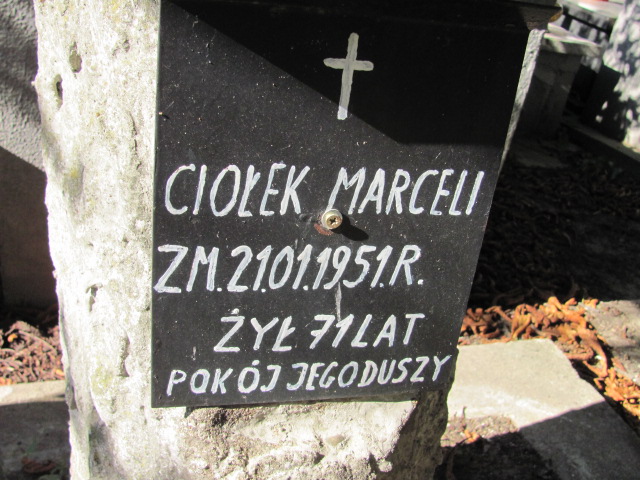 CIOŁEK MARCELI
ZM. 21.01.1951.R.
ŻYŁ 71 LAT
POKÓJ JEGO DUSZY